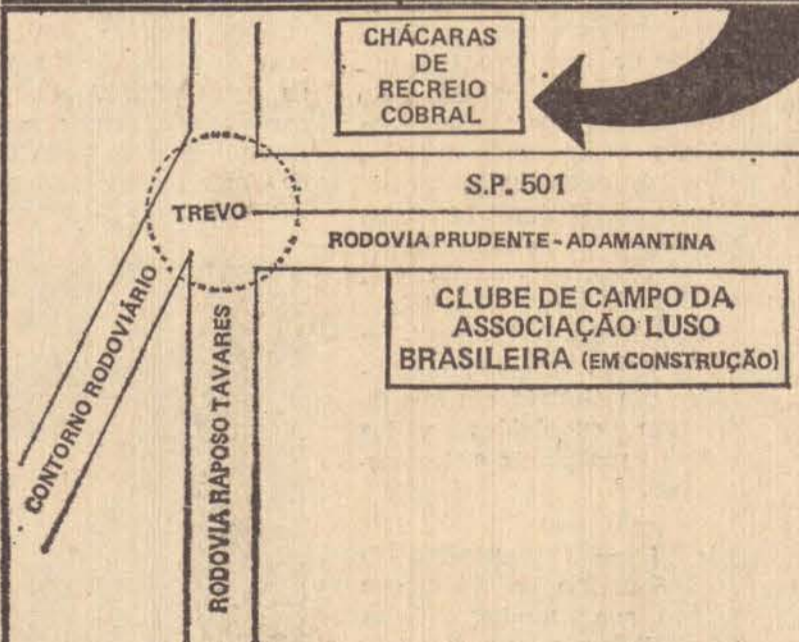 CHÁCARAS
DE
RECREIO
COBRAL
S.P. 501
TREVO
RODOVIA PRUDENTE - ADAMANTINA
CLUBE DE CAMPO DA
ASSOCIAÇÃO LUSO
BRASILEIRA (EM CONSTRUÇÃO)
CONTORNO RODOVIÁRIO
RODOVIA RAPOSO TAVARES